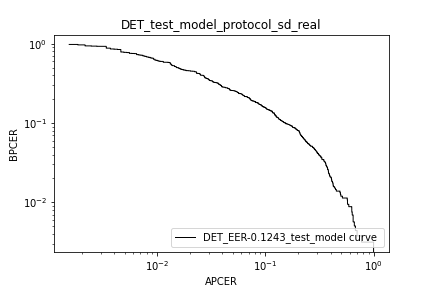 DET_test_model_protocol_sd_real
10⁰
10⁻¹
10⁻²
BPCER
DET_EER-0.1243_test_model curve
10⁻² 10⁻¹ 10⁰
APCER